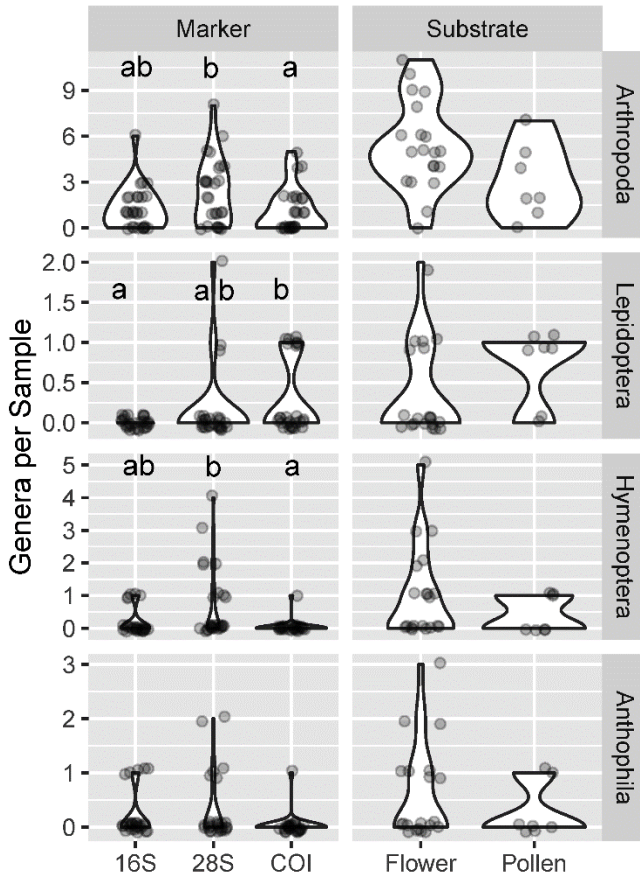 Marker Substrate
ab b a
9
6
3
0
Arthropoda
a a b b
2.0
1.5
1.0
0.5
0.0
Lepidoptera
Genera per Sample
ab b a
5
4
3
2
1
0
Hymenoptera
3
2
1
0
Anthophila
16S 28S COI Flower Pollen